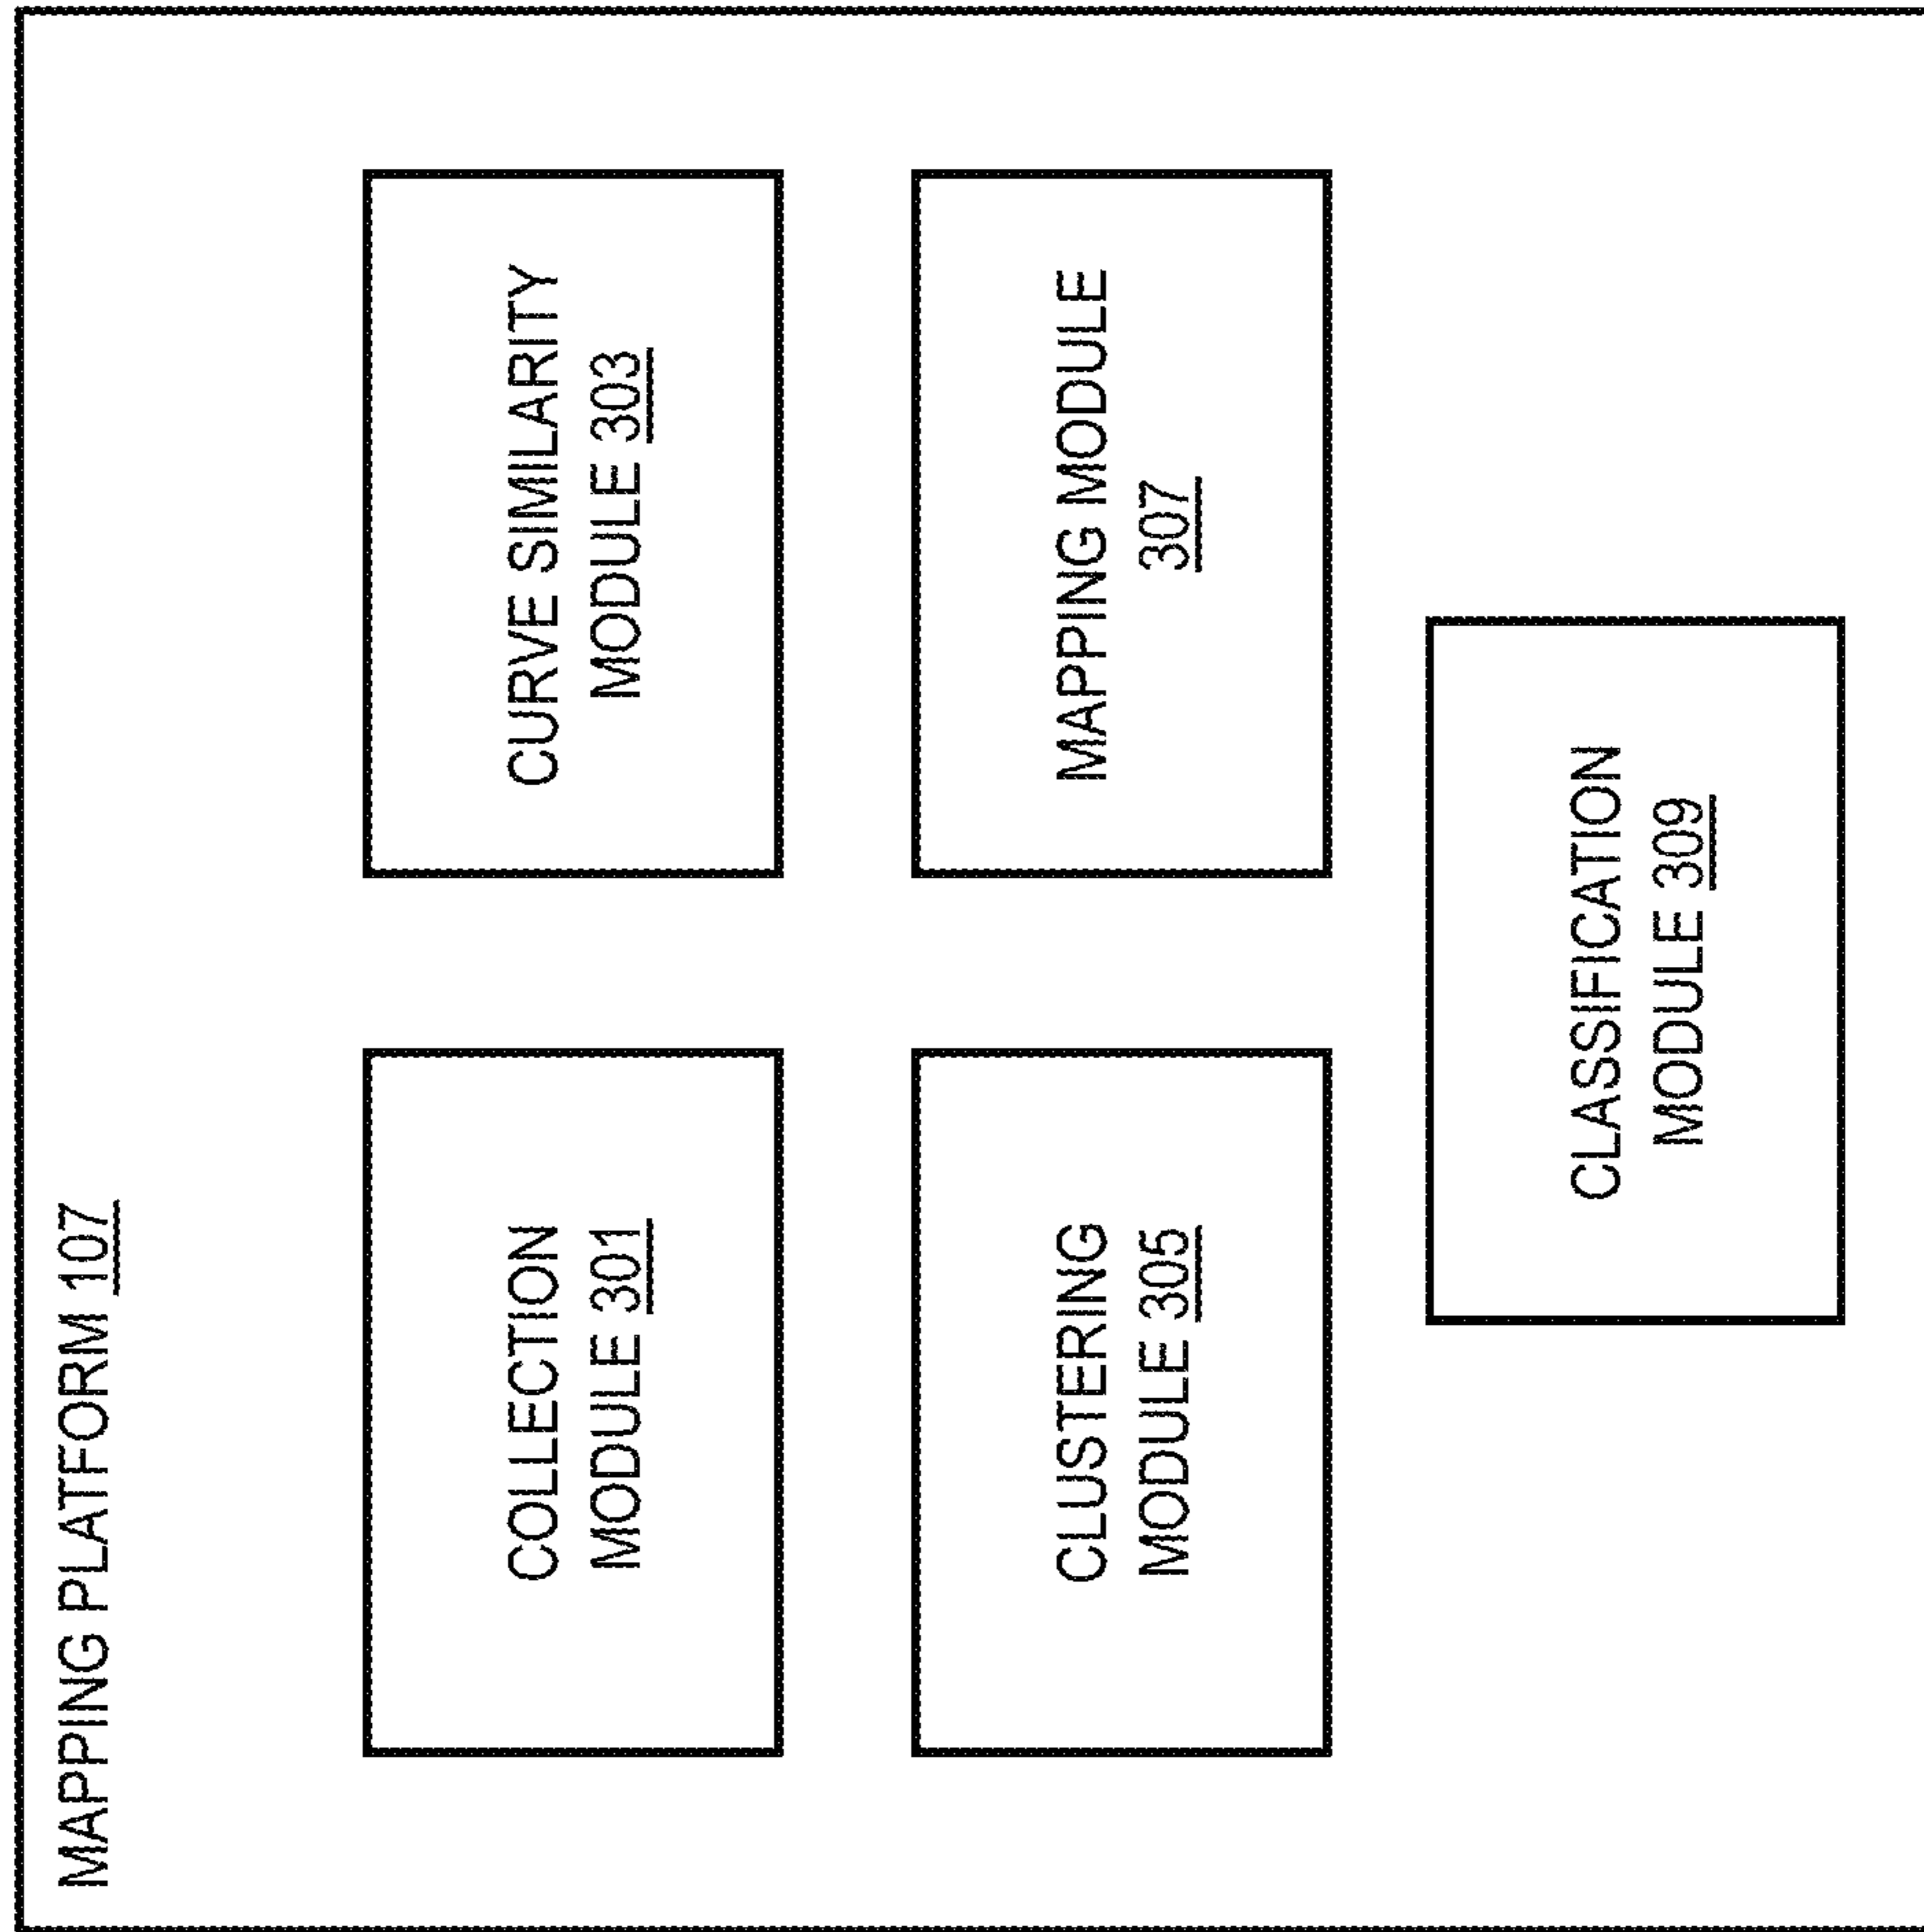 MAPPING PLATFORM 107
COLLECTION
MODULE 301
CURVE SIMILARITY
MODULE 303
CLUSTERING
MODULE 305
MAPPING MODULE
307
CLASSIFICATION
MODULE 309